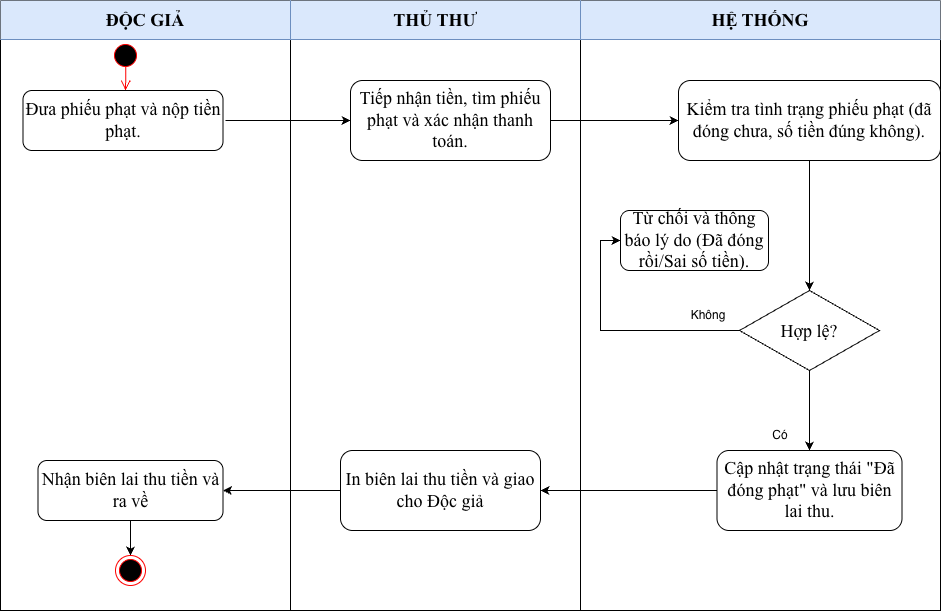 ĐỘC GIẢ
THỦ THƯ
HỆ THỐNG
Đưa phiếu phạt và nộp tiền
phạt.
Tiếp nhận tiền, tìm phiếu
phạt và xác nhận thanh
toán.
Kiểm tra tình trạng phiếu phạt (đã
đóng chưa, số tiền đúng không).
Từ chối và thông
báo lý do (Đã đóng
rồi/Sai số tiền).
Không
Hợp lệ?
Có
Cập nhật trạng thái "Đã
đóng phạt" và lưu biên
lai thu.
In biên lai thu tiền và giao
cho Độc giả
Nhận biên lai thu tiền và
ra về